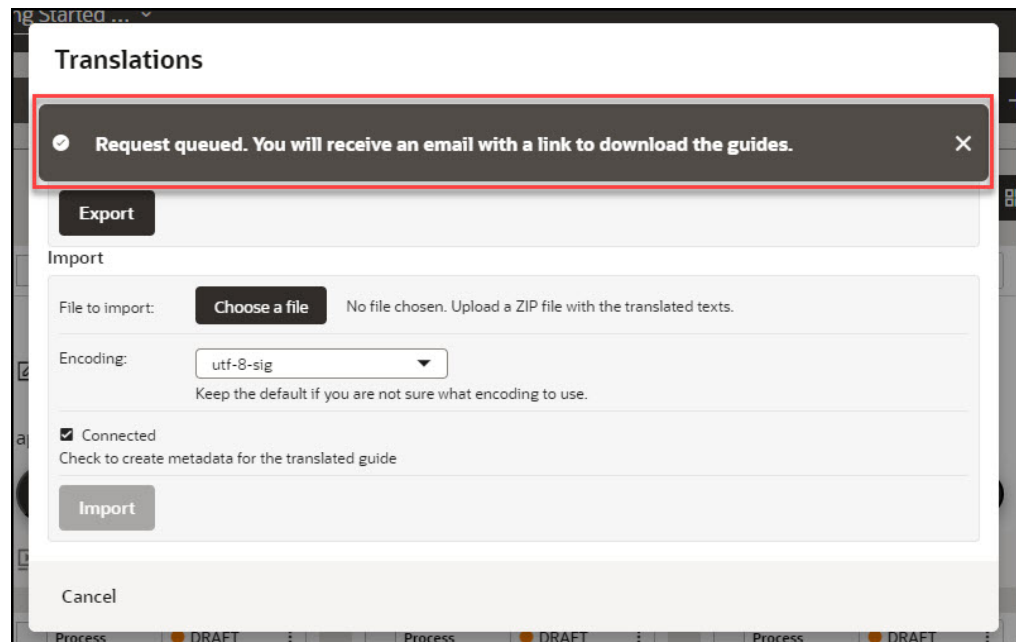 ng Started ...
Translations
Request queued. You will receive an email with a link to download the guides.
Export
Import
File to import: Choose a file No file chosen. Upload a ZIP file with the translated texts.
Encoding: utf-8-sig
Keep the default if you are not sure what encoding to use.
Connected
Check to create metadata for the translated guide
Import
Cancel
Process DRAFT Process DRAFT Process DRAFT